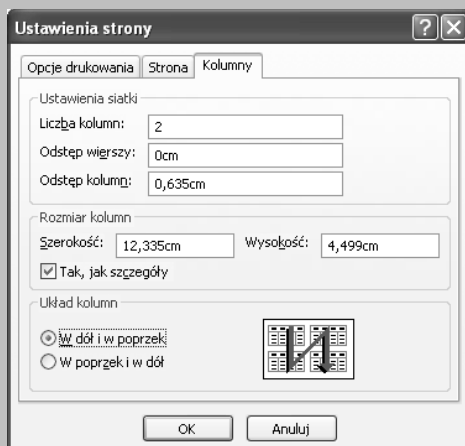 Ustawienia strony
Opcje drukowania Strona Kolumny
Ustawienia siatki
Liczba kolumn: 2
Odstęp wierszy: 0cm
Odstęp kolumn: 0,635cm
Rozmiar kolumn
Szerokość: 12,335cm Wysokość: 4,499cm
Tak, jak szczegóły
Układ kolumn
W dół i w poprzek
W poprzek i w dół
OK Anuluj